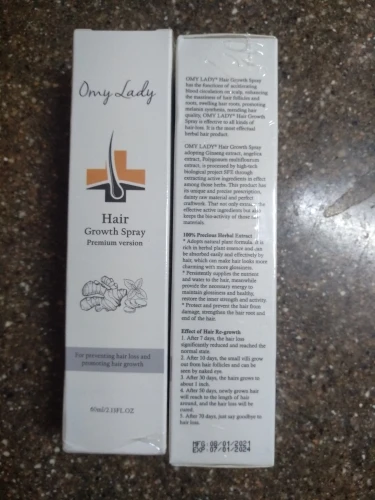 Omy Lady
Hair
Growth Spray
Premium version
For preventing hair loss and
promoting hair growth
60ml/2.12FL.OZ
OMY LADY® Hair Growth Spray
has the functions of accelerating
blood circulation on scalp, enhancing
the nutrition of hair follicles and
roots, swelling hair roots, promoting
melanin synthesis, mending hair
quality. OMY LADY® Hair Growth
Spray is effective to all kinds of
hair loss. It is the most effectual
herbal hair product.
OMY LADY® Hair Growth Spray
adopting Ginseng extract, angelica
extract, Polygonum multiflorum
extract, is processed by high-tech
biological project SFE through
extracting active ingredients in effect
among those herbs. This product has
its unique and precise prescription,
dainty raw material and perfect
craftwork. That not only extract the
effective active ingredients but also
keeps the bio-activity of those raw
materials.
100% Precious Herbal Extract
* Adopts natural plant formula. It is
rich in herbal plant essence and can
be absorbed easily and effectively by
hair, which can make hair looks more
charming with more glossiness.
* Persistently supplies the nutrient
and water to the hair, meanwhile
provide the necessary energy to
maintain glossiness and healthy,
restore the inner strength and activity.
* Protect and prevent the hair from
damage, strengthen the hair root and
end of the hair.
Effect of Hair Re-growth
1. After 7 days, the hair loss
significantly reduced and reached the
normal state.
2. After 10 days, the small villi grow
out from hair follicles and can be
seen by naked eye.
3. After 30 days, the hairs grows to
about 1 inch.
4. After 50 days, newly grown hair
will reach to the length of hair
around, and the hair loss will be
cured.
5. After 70 days, just say goodbye to
hair loss.
MFG:08/01/2021
EXP:07/01/2024